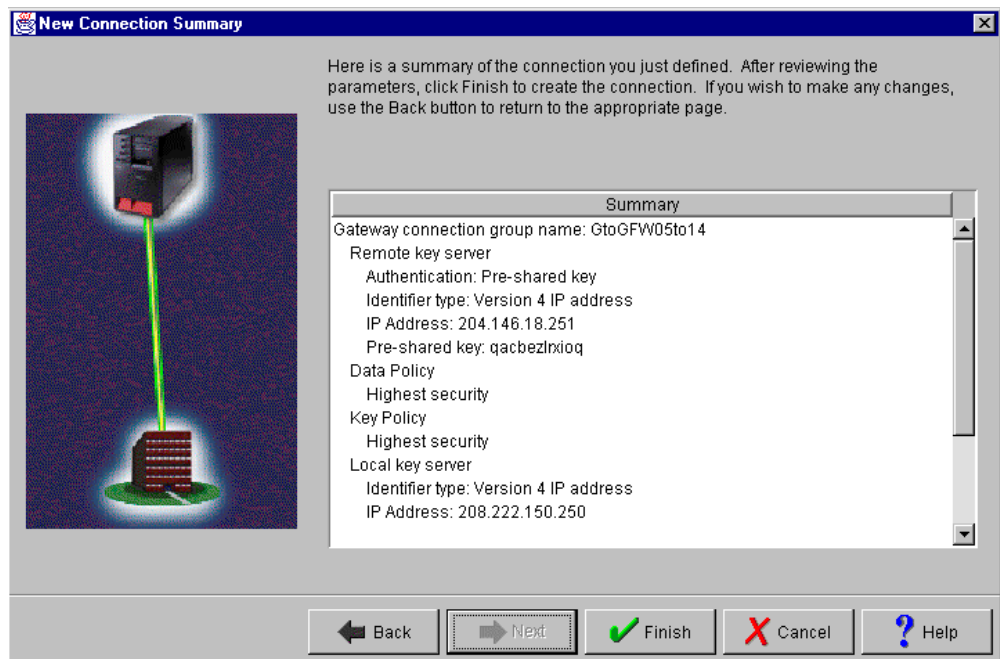 New Connection Summary
Here is a summary of the connection you just defined. After reviewing the
parameters, click Finish to create the connection. If you wish to make any changes,
use the Back button to return to the appropriate page.
Summary
Gateway connection group name: GtoGFW05to14
Remote key server
Authentication: Pre-shared key
Identifier type: Version 4 IP address
IP Address: 204.146.18.251
Pre-shared key: qacbezlrxioq
Data Policy
Highest security
Key Policy
Highest security
Local key server
Identifier type: Version 4 IP address
IP Address: 208.222.150.250
Back
Next
Finish
Cancel
Help